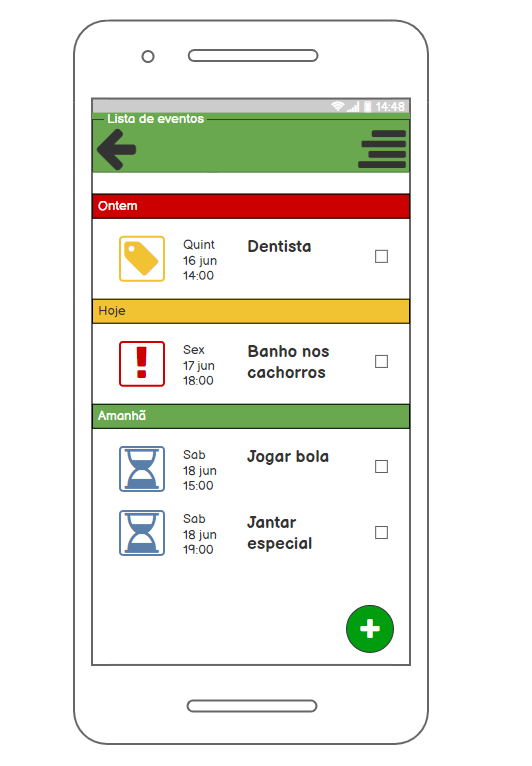 14:48
Lista de eventos
Ontem
Quint
16 jun
14:00
Dentista
Hoje
Sex
17 jun
18:00
Banho nos
cachorros
Amanhã
Sab
18 jun
15:00
Jogar bola
Sab
18 jun
19:00
Jantar
especial